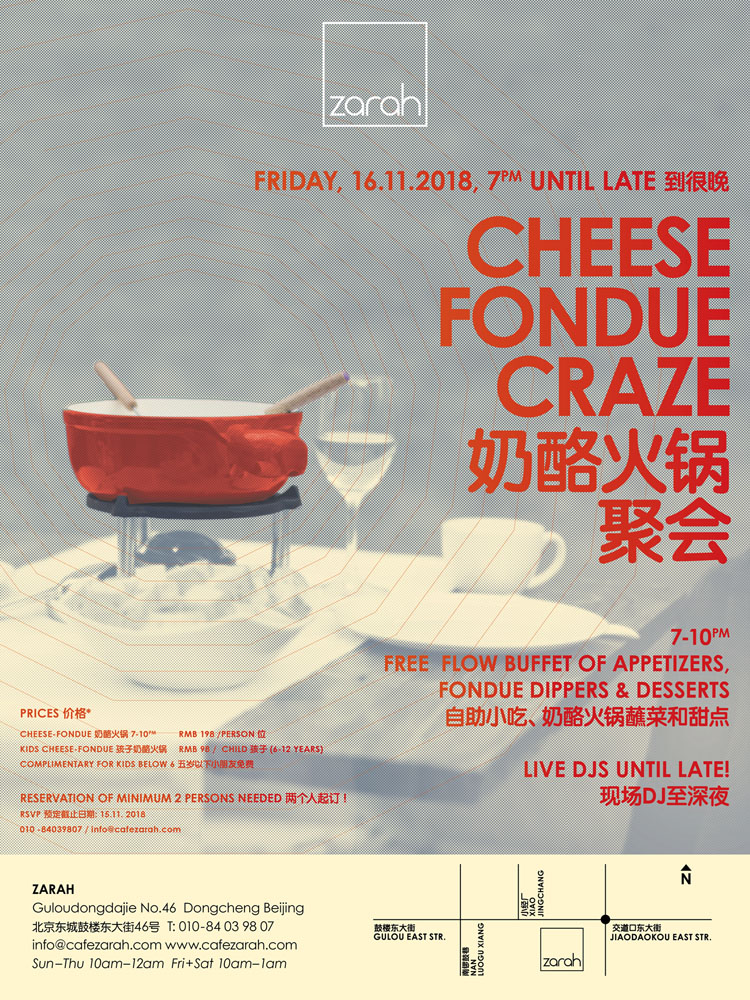 zarah
FRIDAY, 16.11.2018, 7PM UNTIL LATE 到很晚
CHEESE
FONDUE
CRAZE
奶酪火锅
聚会
7-10PM
FREE FLOW BUFFET OF APPETIZERS,
FONDUE DIPPERS & DESSERTS
自助小吃、奶酪火锅蘸菜和甜点
LIVE DJS UNTIL LATE!
现场DJ至深夜
PRICES 价格*
CHEESE-FONDUE 奶酪火锅 7-10PM RMB 198 /PERSON 位
KIDS CHEESE-FONDUE 孩子奶酪火锅 RMB 98 / CHILD 孩子 (6-12 YEARS)
COMPLIMENTARY FOR KIDS BELOW 6 五岁以下小朋友免费
RESERVATION OF MINIMUM 2 PERSONS NEEDED 两个人起订！
RSVP 预定截止日期: 15.11. 2018
010 -84039807 / info@cafezarah.com
ZARAH
Guloudongdajie No.46 Dongcheng Beijing
北京东城鼓楼东大街46号 T: 010-84 03 98 07
info@cafezarah.com www.cafezarah.com
Sun–Thu 10am–12am Fri+Sat 10am–1am
鼓楼东大街
GULOU EAST STR.
小经厂
XIAO
JINGCHANG
南锣鼓巷
NAN
LUOGU XIANG
zarah
N
交道口东大街
JIAODAOKOU EAST STR.